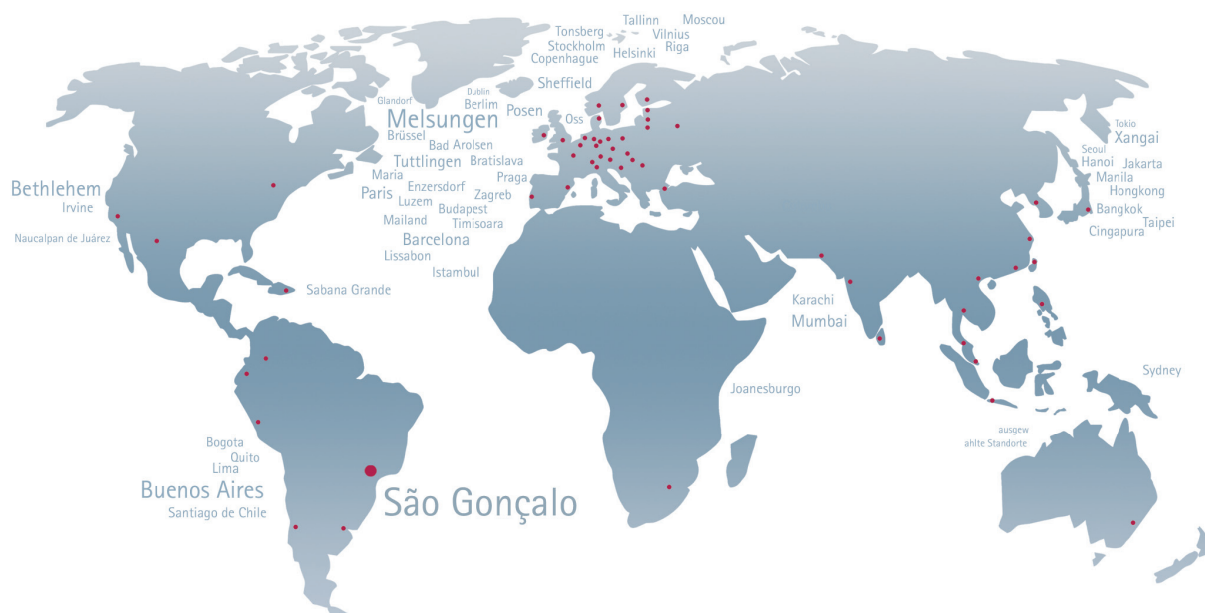 Tallinn
Moscou
Tonsberg
Vilnius
Stockholm
Riga
Copenhague
Helsinki
Sheffield
Dublin
Glandorf
Berlim
Posen
Melsungen
Oss
Brüssel
Bad Arolsen
Tuttlingen
Bratislava
Maria
Praga
Enzersdorf
Paris
Zagreb
Luzem
Budapest
Mailand
Timisoara
Barcelona
Lissabon
Istambul
Bethlehem
Irvine
Naucalpan de Juárez
Sabana Grande
Bogota
Quito
Lima
Buenos Aires
Santiago de Chile
São Gonçalo
Joanesburgo
Karachi
Mumbai
Tokio
Xangai
Seoul
Hanoi
Jakarta
Manila
Hongkong
Bangkok
Taipei
Cingapura
Sydney
ausgew
ahlte Standorte